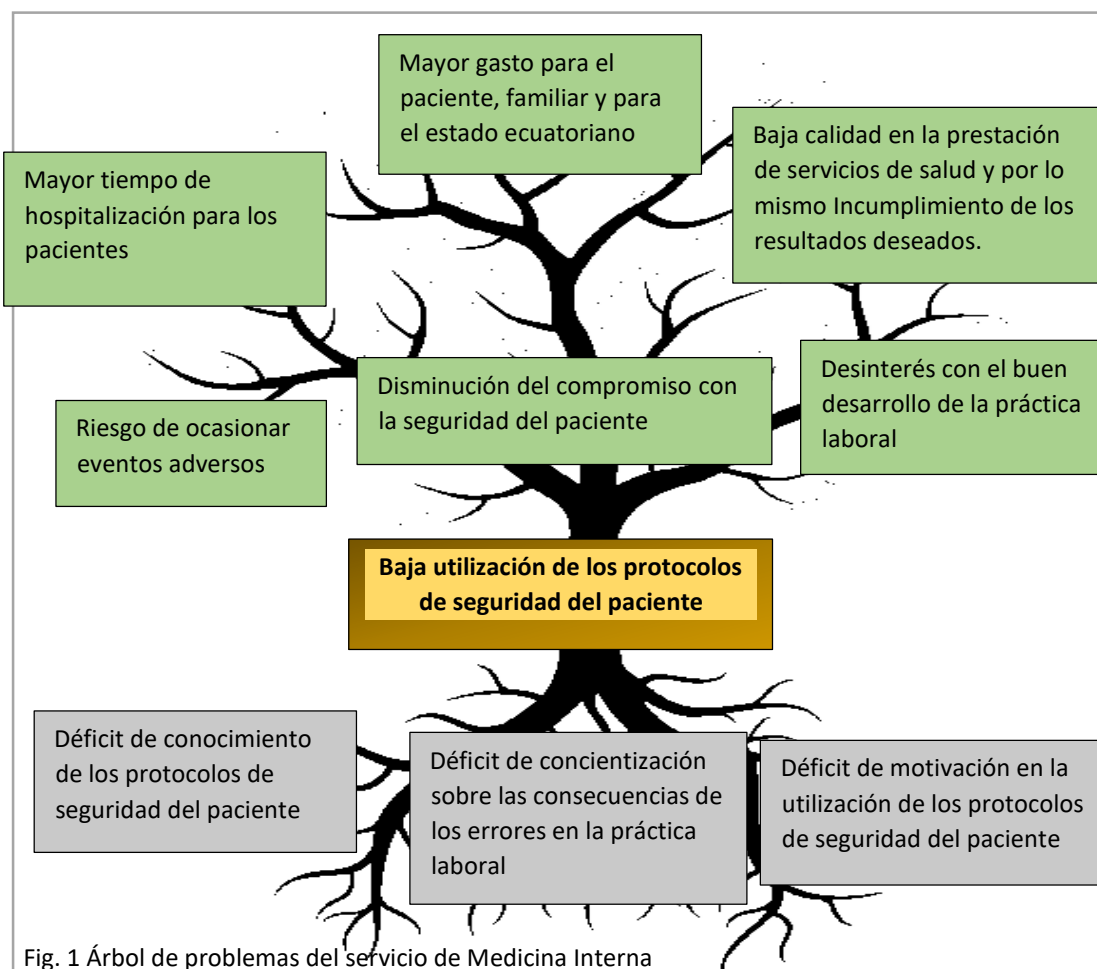 Mayor gasto para el
paciente, familiar y para
el estado ecuatoriano
Baja calidad en la prestación
de servicios de salud y por lo
mismo Incumplimiento de los
resultados deseados.
Mayor tiempo de
hospitalización para los
pacientes
Disminución del compromiso con
la seguridad del paciente
Desinterés con el buen
desarrollo de la práctica
laboral
Riesgo de ocasionar
eventos adversos
Baja utilización de los protocolos
de seguridad del paciente
Déficit de conocimiento
de los protocolos de
seguridad del paciente
Déficit de concientización
sobre las consecuencias de
los errores en la práctica
laboral
Déficit de motivación en la
utilización de los protocolos
de seguridad del paciente
Fig. 1 Árbol de problemas del servicio de Medicina Interna